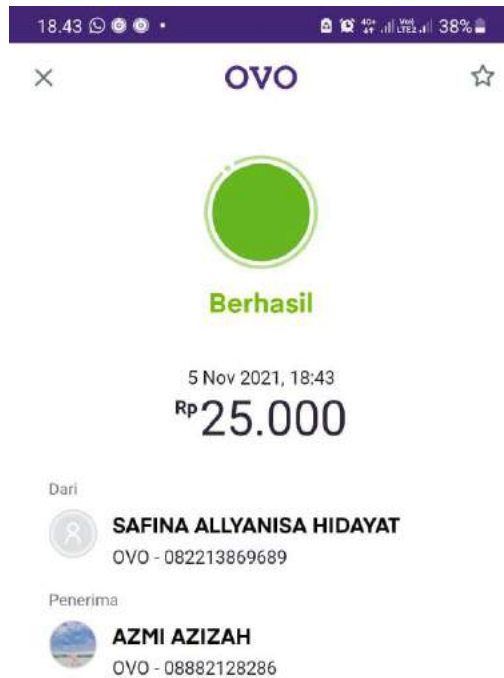 18.43 38%
OVO
Berhasil
5 Nov 2021, 18:43
Rp25.000
Dari
SAFINA ALLYANISA HIDAYAT
OVO - 082213869689
Penerima
AZMI AZIZAH
OVO - 08882128286